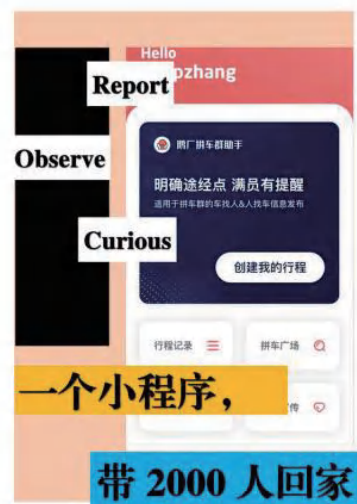 Hello
pzhang
Report
鹅厂拼车群助手
Observe
明确途经点 满员有提醒
适用于拼车群的车找人&人找车信息发布
Curious
创建我的行程
行程记录
拼车广场
一个小程序，
传
带 2000 人回家